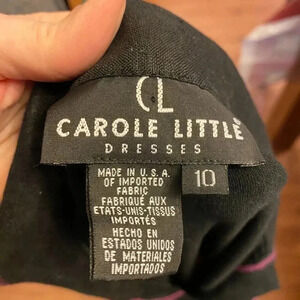 CL
CAROLE LITTLE®
DRESSES
10
MADE IN U.S.A.
OF IMPORTED
FABRIC
FABRIQUÉ AUX
ETATS-UNIS-TISSUS
IMPORTÉS
HECHO EN
ESTADOS UNIDOS
DE MATERIALES
IMPORTADOS